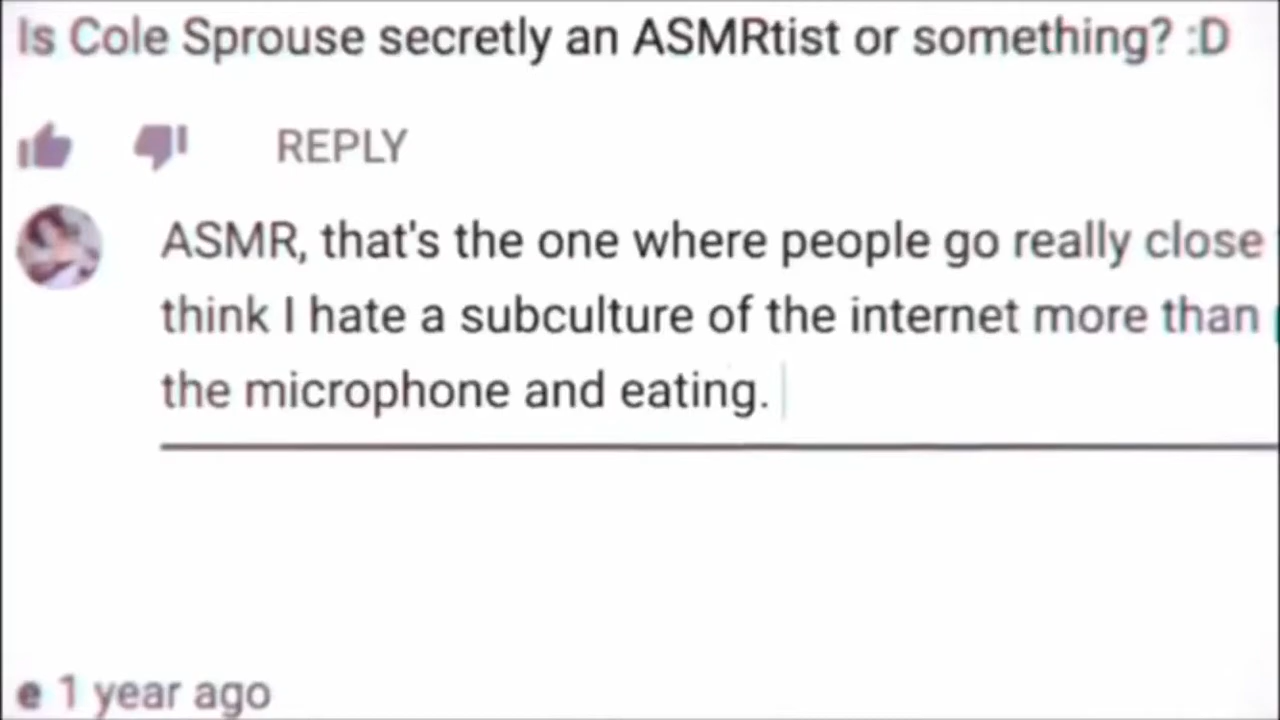 Is Cole Sprouse secretly an ASMRtist or something? :D
REPLY
ASMR, that's the one where people go really close
think I hate a subculture of the internet more than
the microphone and eating.
e 1 year ago